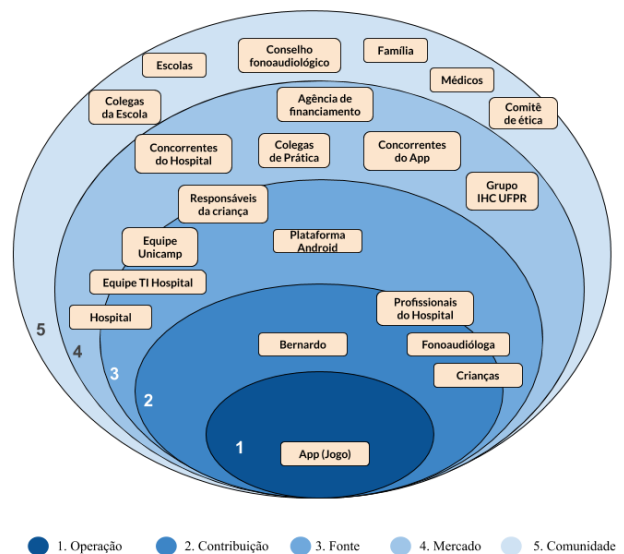 Escolas
Conselho
fonoaudiológico
Família
Médicos
Colegas
da Escola
Agência de
financiamento
Comitê
de ética
Concorrentes
do Hospital
Colegas
de Prática
Concorrentes
do App
Grupo
IHC UFPR
Responsáveis
da criança
Equipe
Unicamp
Plataforma
Android
Equipe TI Hospital
Hospital
Profissionais
do Hospital
Bernardo
Fonoaudióloga
Crianças
5
4
3
2
1
App (Jogo)
1. Operação
2. Contribuição
3. Fonte
4. Mercado
5. Comunidade